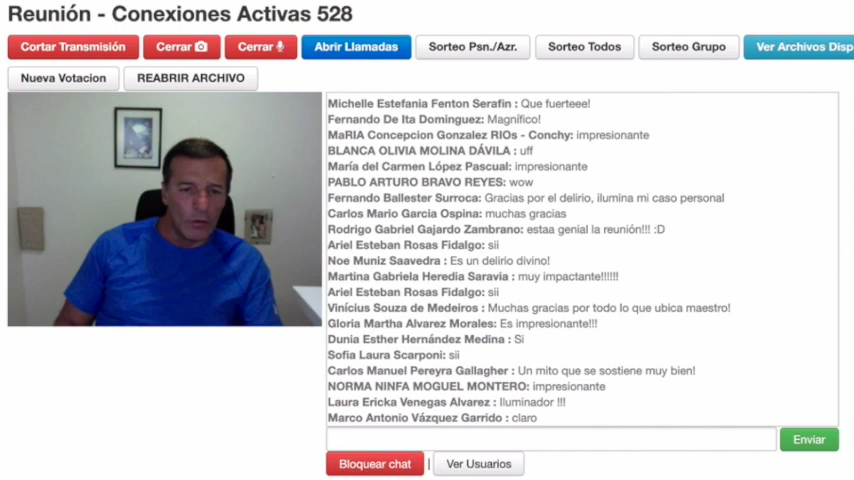 Reunión - Conexiones Activas 528
Cortar Transmisión Cerrar Cerrar Abrir Llamadas Sorteo Psn./Azr. Sorteo Todos Sorteo Grupo Ver Archivos Disp
Nueva Votacion REABRIR ARCHIVO
Michelle Estefania Fenton Serafin : Que fuerteee!
Fernando De Ita Dominguez: Magnífico!
MaRIA Concepcion Gonzalez RIOs - Conchy: impresionante
BLANCA OLIVIA MOLINA DÁVILA : uff
María del Carmen López Pascual: impresionante
PABLO ARTURO BRAVO REYES: wow
Fernando Ballester Surroca: Gracias por el delirio, ilumina mi caso personal
Carlos Mario Garcia Ospina: muchas gracias
Rodrigo Gabriel Gajardo Zambrano: estaa genial la reunión!!! :D
Ariel Esteban Rosas Fidalgo: sii
Noe Muniz Saavedra : Es un delirio divino!
Martina Gabriela Heredia Saravia : muy impactante!!!!!!
Ariel Esteban Rosas Fidalgo: sii
Vinícius Souza de Medeiros : Muchas gracias por todo lo que ubica maestro!
Gloria Martha Alvarez Morales: Es impresionante!!!
Dunia Esther Hernández Medina : Si
Sofia Laura Scarponi: sii
Carlos Manuel Pereyra Gallagher : Un mito que se sostiene muy bien!
NORMA NINFA MOGUEL MONTERO: impresionante
Laura Ericka Venegas Alvarez : Iluminador !!!
Marco Antonio Vázquez Garrido : claro
Enviar
Bloquear chat | Ver Usuarios